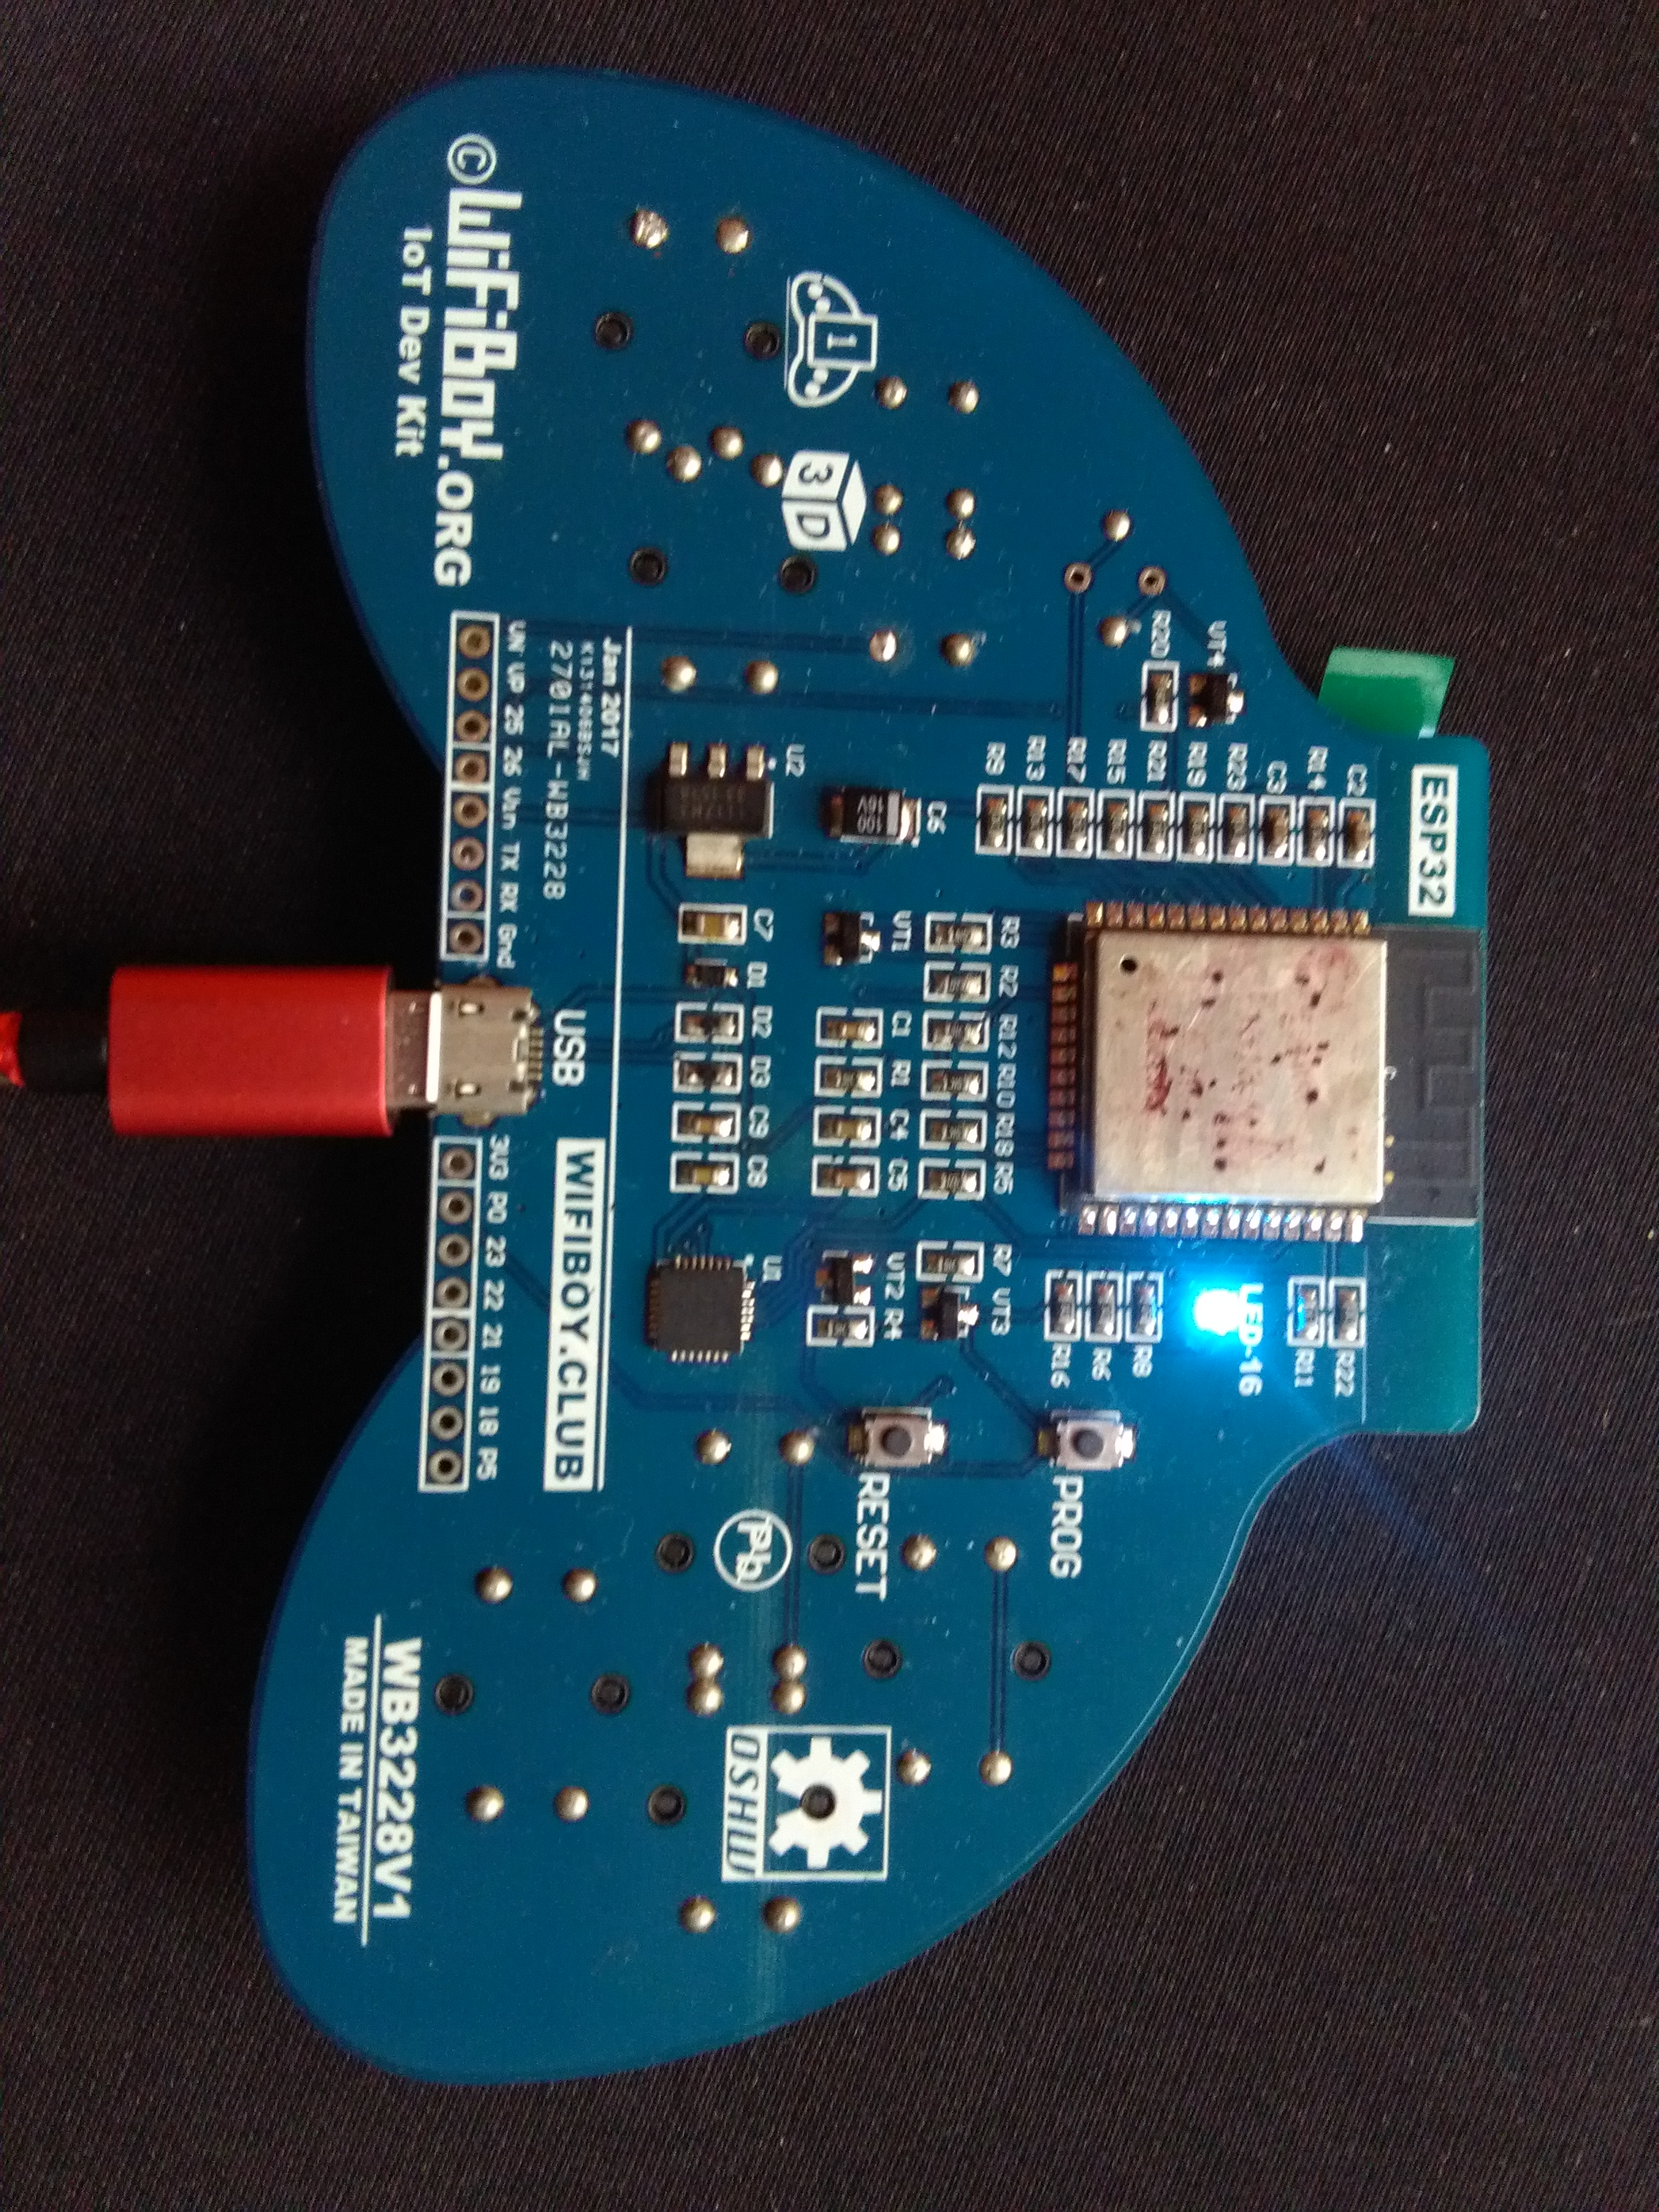 ESP32
C2
R14
C3
R23
R19
R21
R15
R17
R13
R9
VT4
R20
R22
R11
LED-16
R8
R6
R16
PROG
R3 R2 R12 R10 R18 R5
R7 VT3
C6
100
16V
VT1
C1 R1 C4 C5
VT2 R4
RESET
1
3D
U2
C7 D1 D2 D3 C9 C8
U1
Pb
OSHW
Jan 2017
K131406BSJH
2701AL-WB3228
USB
WIFIBOY.CLUB
VN VP 25 26 Vin TX RX Gnd
3V3 P0 23 22 21 19 18 P5
©WiFiBoy.ORG
IoT Dev Kit
WB3228V1
MADE IN TAIWAN